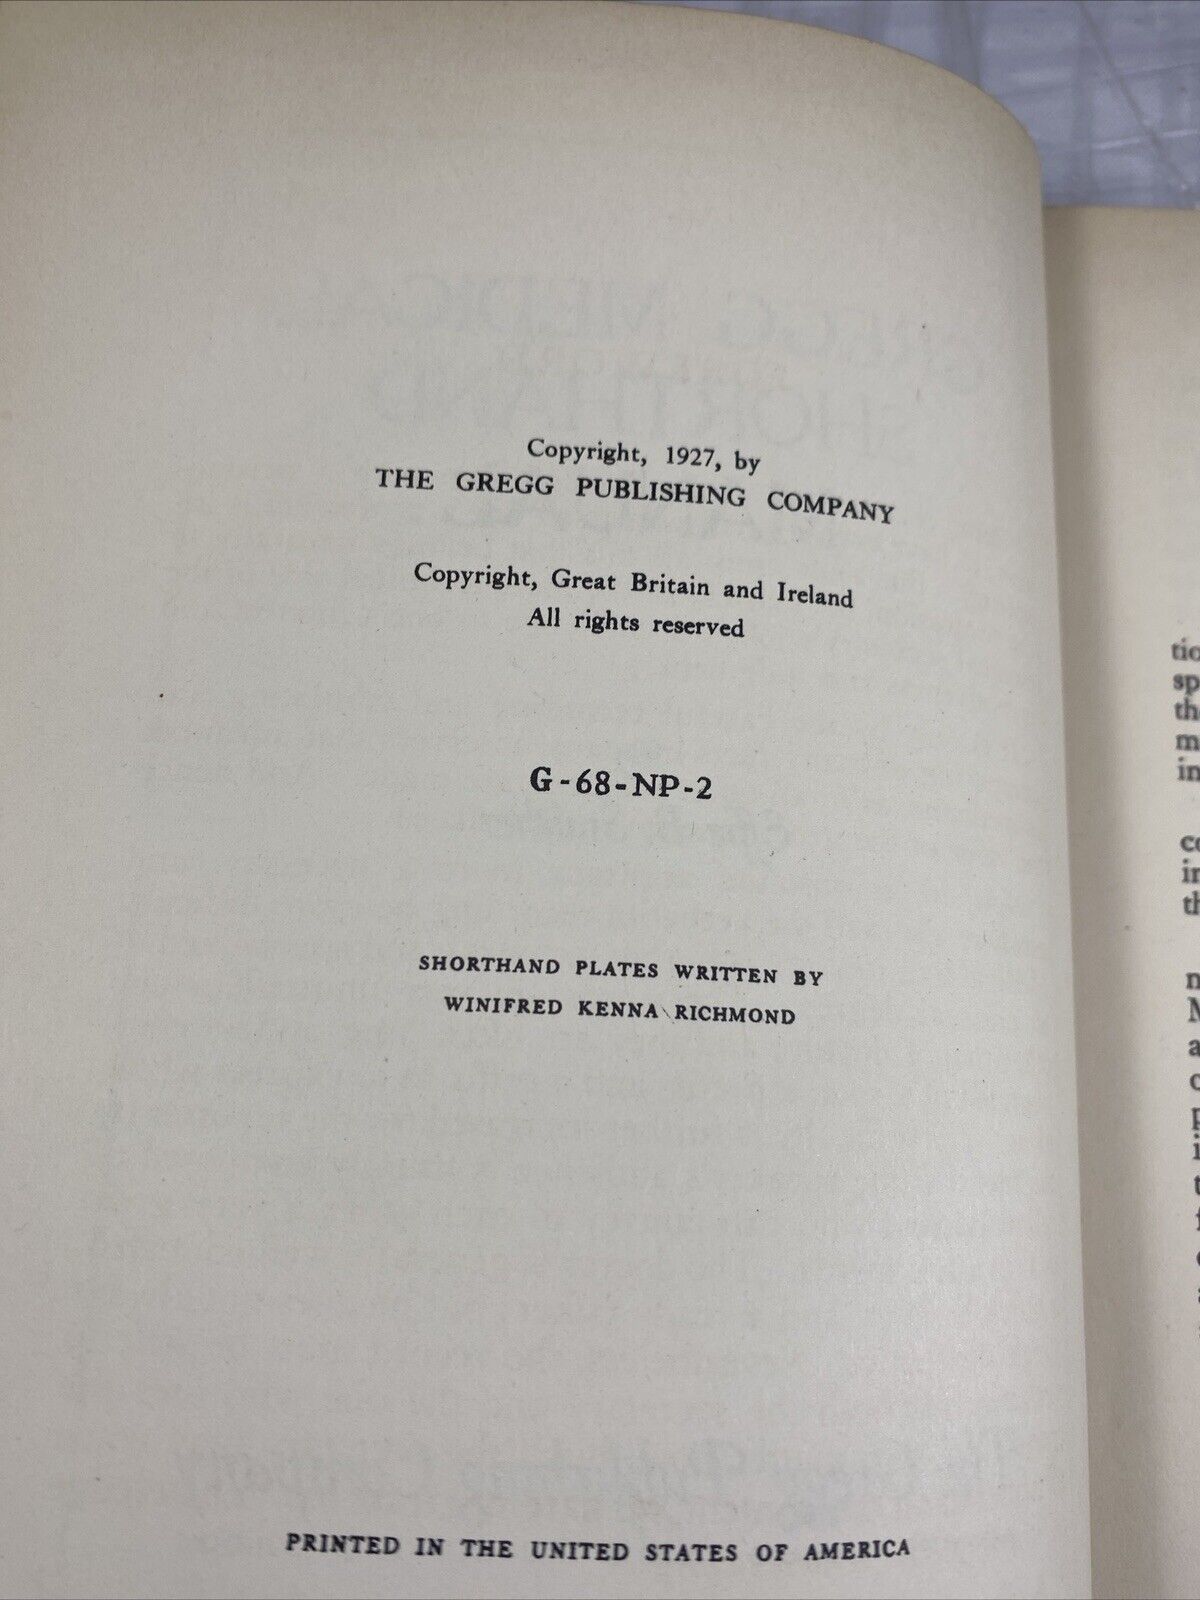 Copyright, 1927, by
THE GREGG PUBLISHING COMPANY
Copyright, Great Britain and Ireland
All rights reserved
G-68-NP-2
SHORTHAND PLATES WRITTEN BY
WINIFRED KENNA RICHMOND
PRINTED IN THE UNITED STATES OF AMERICA